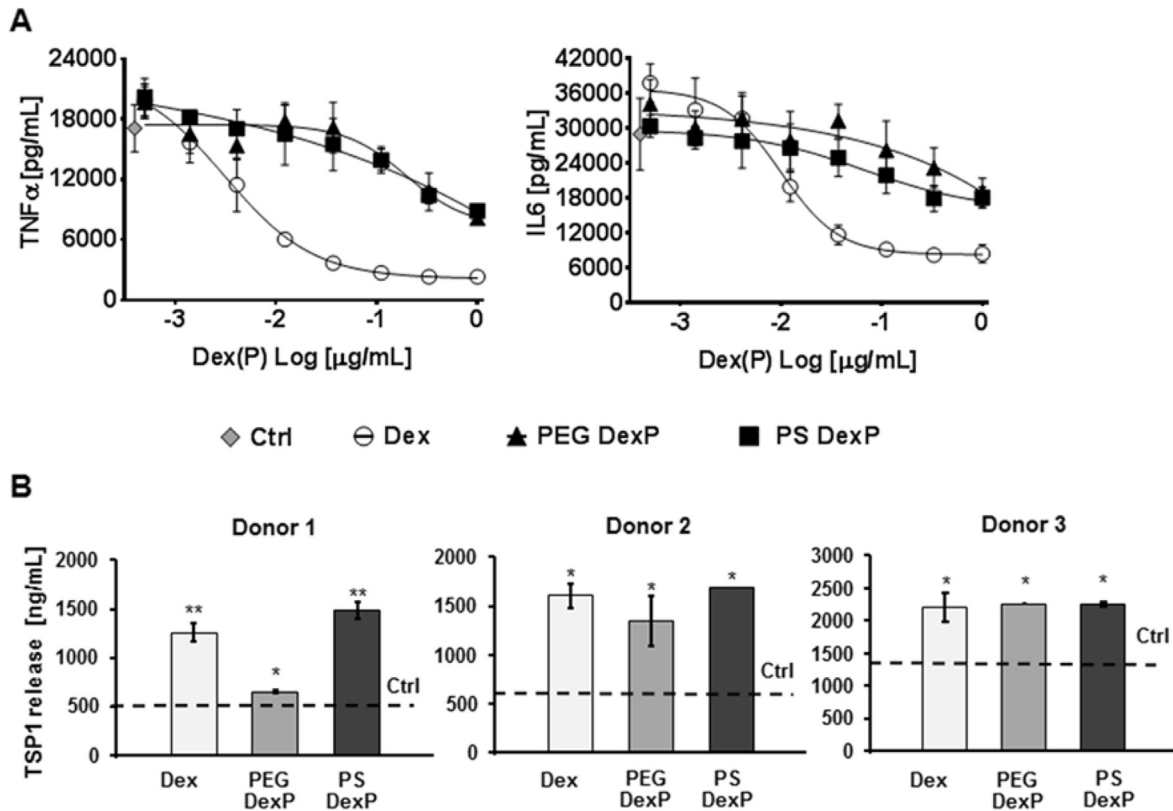 A
TNFα [pg/mL]
24000
18000
12000
6000
0
-3 -2 -1 0
Dex(P) Log [μg/mL]
IL6 [pg/mL]
42000
36000
30000
24000
18000
12000
6000
0
-3 -2 -1 0
Dex(P) Log [μg/mL]
Ctrl Dex PEG DexP PS DexP
B
TSP1 release [ng/mL]
Donor 1
2000
1500
1000
500
0
** * **
Ctrl
Dex PEG PS
DexP DexP
Donor 2
2000
1500
1000
500
0
* * *
Ctrl
Dex PEG PS
DexP DexP
Donor 3
3000
2500
2000
1500
1000
500
0
* * *
Ctrl
Dex PEG PS
DexP DexP